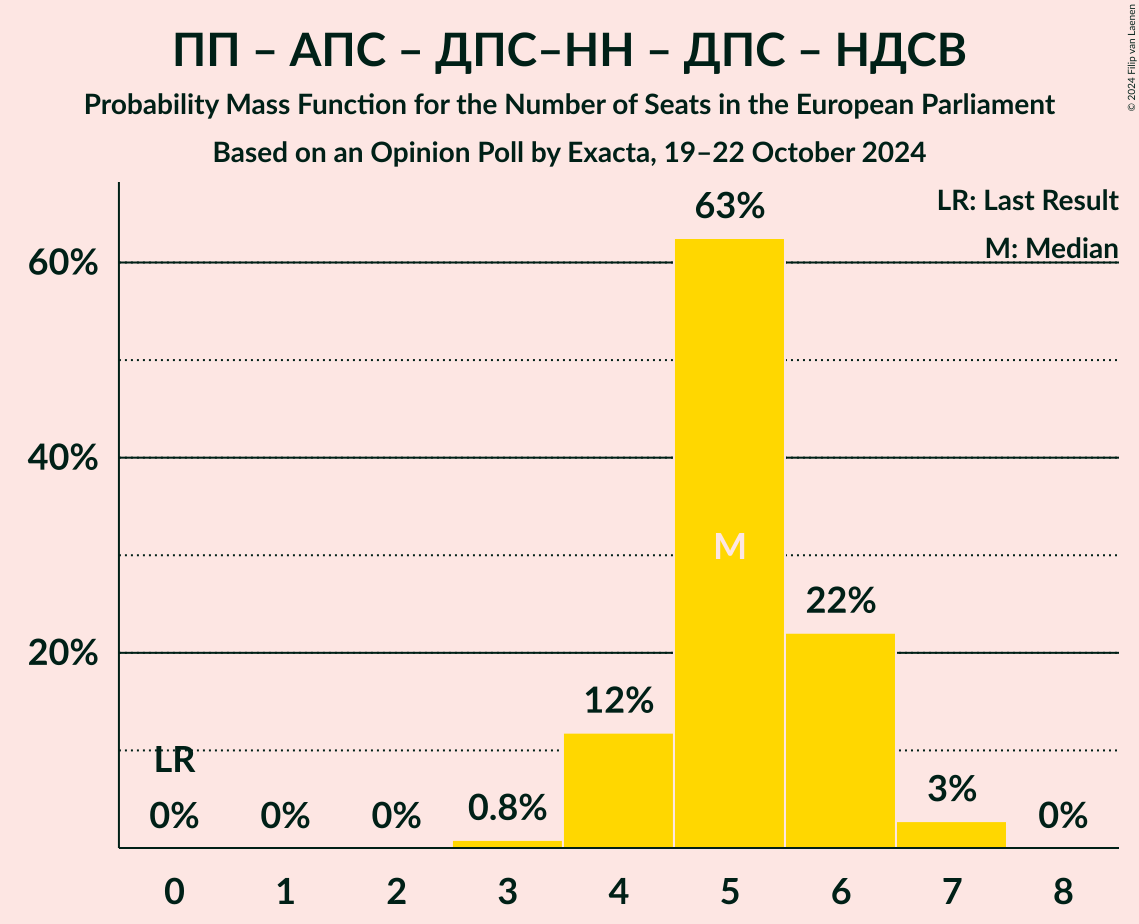 ПП – АПС – ДПС–НН – ДПС – НДСВ
Probability Mass Function for the Number of Seats in the European Parliament
Based on an Opinion Poll by Exacta, 19–22 October 2024
© 2024 Filip van Laenen
LR: Last Result
M: Median
60%
40%
20%
LR
0%
0%
0%
0.8%
12%
63%
M
22%
3%
0%
0 1 2 3 4 5 6 7 8